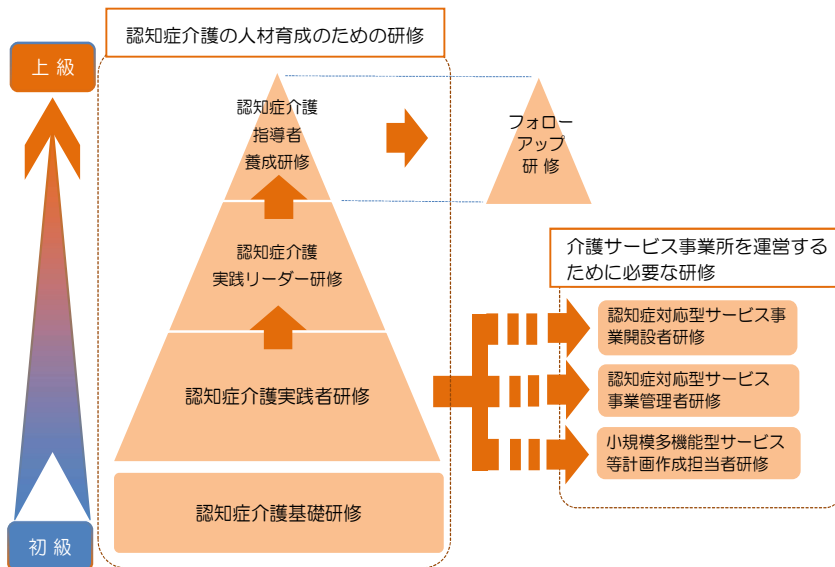 認知症介護の人材育成のための研修
上 級
認知症介護
指導者
養成研修
フォロー
アップ
研 修
認知症介護
実践リーダー研修
認知症介護実践者研修
認知症介護基礎研修
初 級
介護サービス事業所を運営する
ために必要な研修
認知症対応型サービス事
業開設者研修
認知症対応型サービス
事業管理者研修
小規模多機能型サービス
等計画作成担当者研修